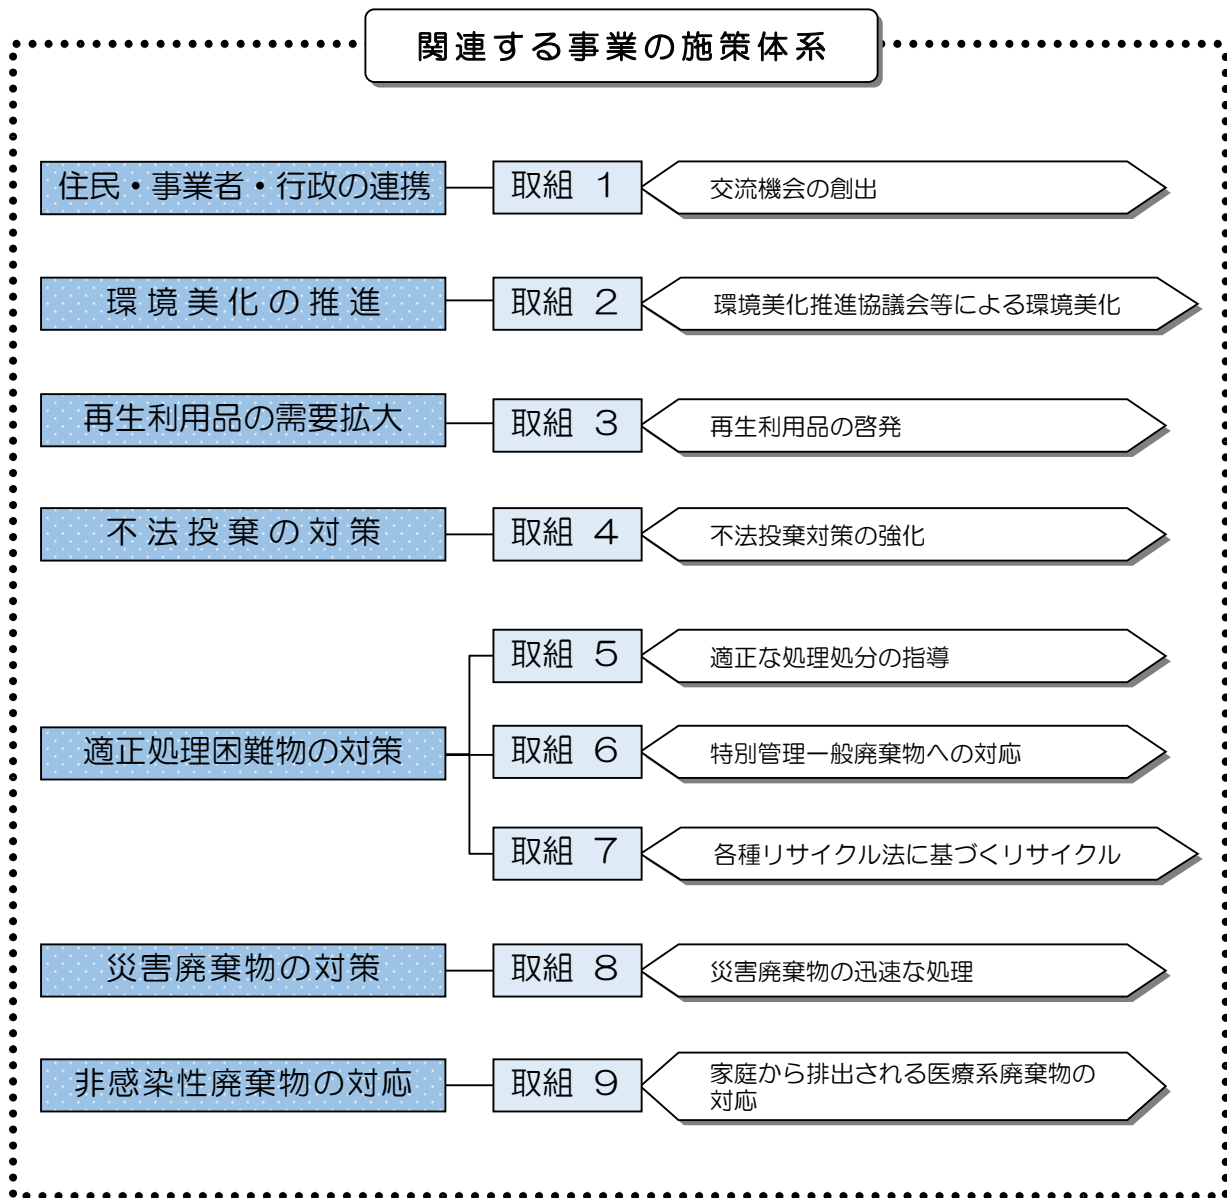 関連する事業の施策体系
住民・事業者・行政の連携 取組 1 交流機会の創出
環境美化の推進 取組 2 環境美化推進協議会等による環境美化
再生利用品の需要拡大 取組 3 再生利用品の啓発
不法投棄の対策 取組 4 不法投棄対策の強化
取組 5 適正な処理処分の指導
適正処理困難物の対策 取組 6 特別管理一般廃棄物への対応
取組 7 各種リサイクル法に基づくリサイクル
災害廃棄物の対策 取組 8 災害廃棄物の迅速な処理
非感染性廃棄物の対応 取組 9 家庭から排出される医療系廃棄物の
対応